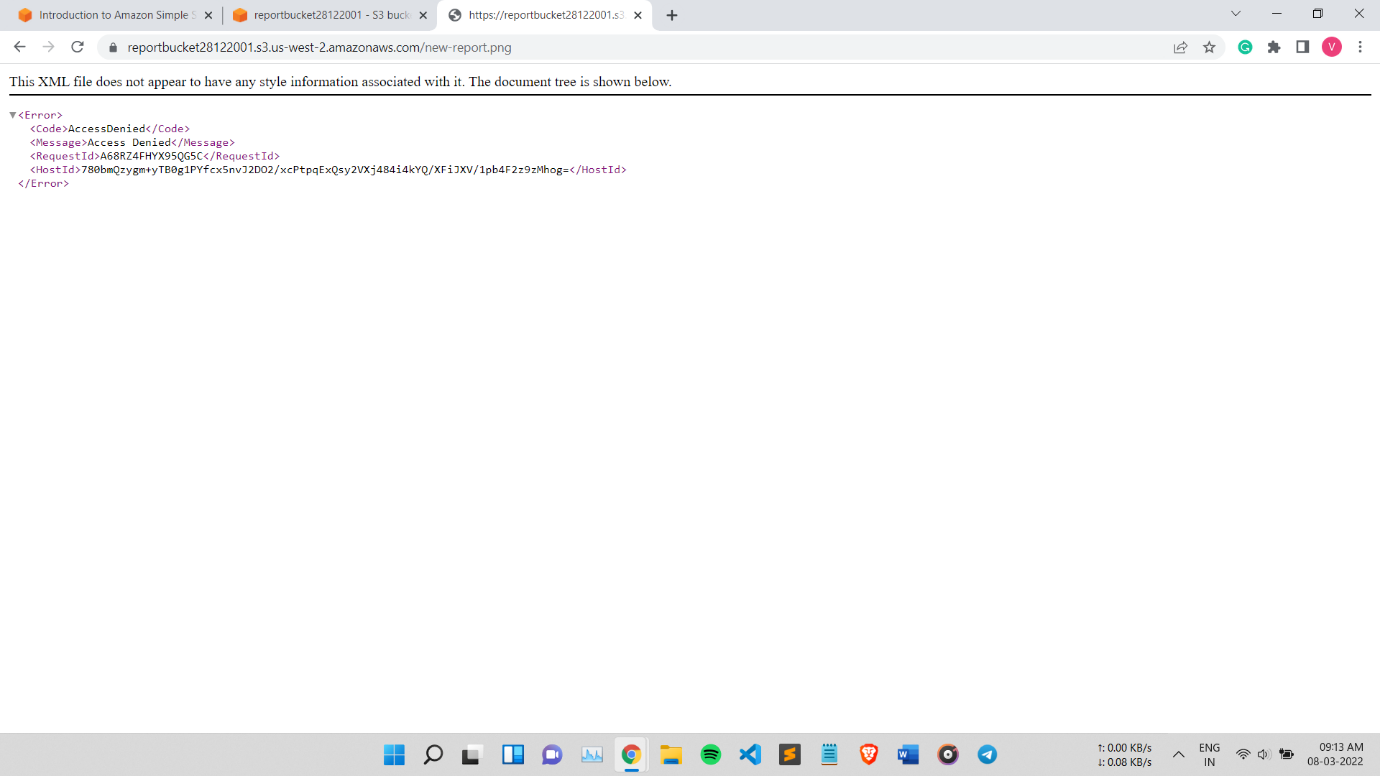 Introduction to Amazon Simple S
reportbucket28122001 - S3 buck
https://reportbucket28122001.s3
reportbucket28122001.s3.us-west-2.amazonaws.com/new-report.png
V
This XML file does not appear to have any style information associated with it. The document tree is shown below.
▼<Error>
<Code>AccessDenied</Code>
<Message>Access Denied</Message>
<RequestId>A68RZ4FHYX95QG5C</RequestId>
<HostId>780bmQzygm+yTB0g1PYfcx5nvJ2DO2/xcPtpqExQsy2VXj484i4kYQ/XFiJXV/1pb4F2z9zMhog=</HostId>
</Error>
↑: 0.00 KB/s
↓: 0.08 KB/s
ENG
IN
09:13 AM
08-03-2022